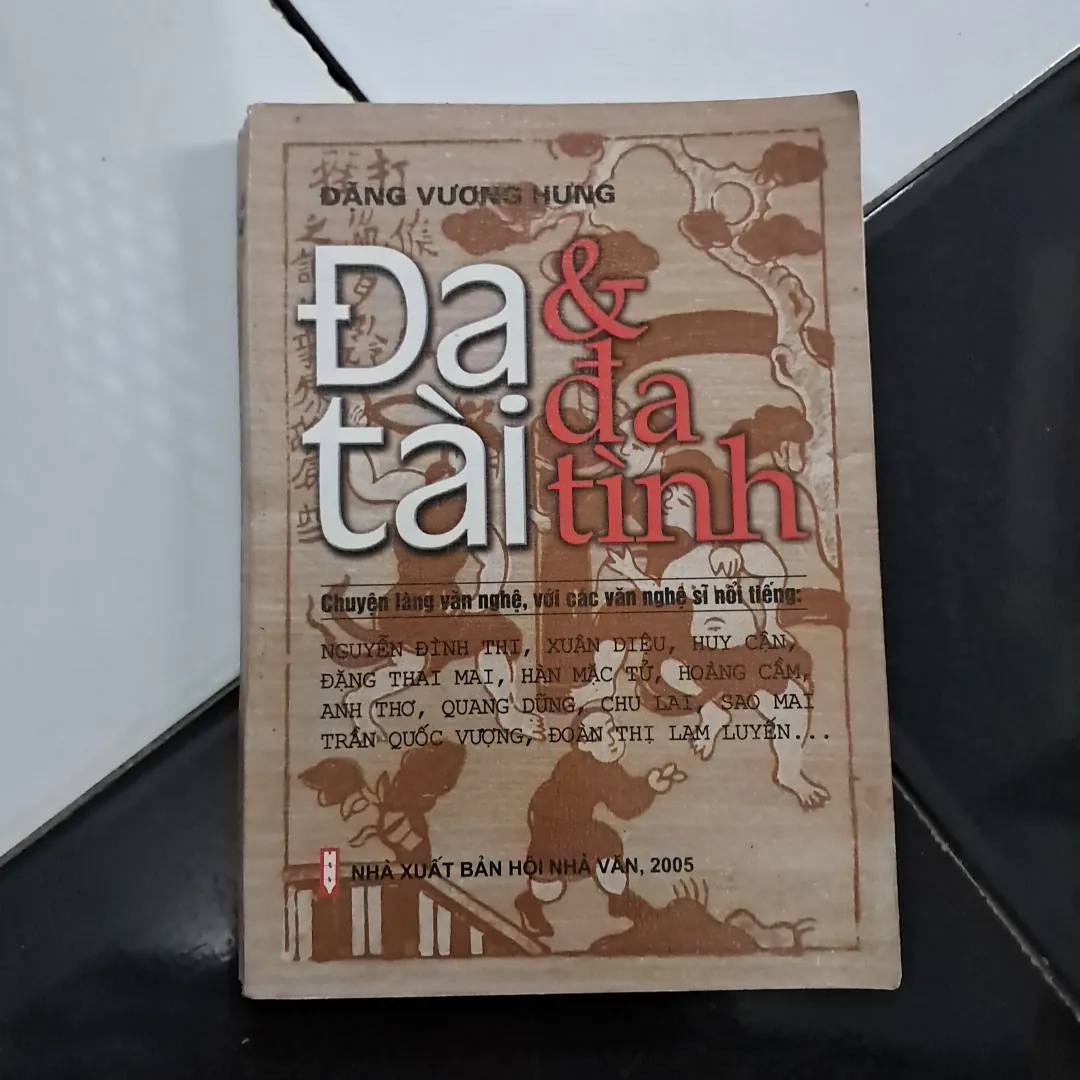 ĐẶNG VƯƠNG HƯNG
Đa
tài
&
đa
tình
Chuyện làng văn nghệ, với các văn nghệ sĩ nổi tiếng:
NGUYỄN ĐÌNH THI, XUÂN DIỆU, HUY CẬN,
ĐẶNG THAI MAI, HÀN MẶC TỬ, HOÀNG CẦM,
ANH THƠ, QUANG DŨNG, CHU LAI, SAO MAI
TRẦN QUỐC VƯỢNG, ĐOÀN THỊ LAM LUYẾN...
NHÀ XUẤT BẢN HỘI NHÀ VĂN, 2005